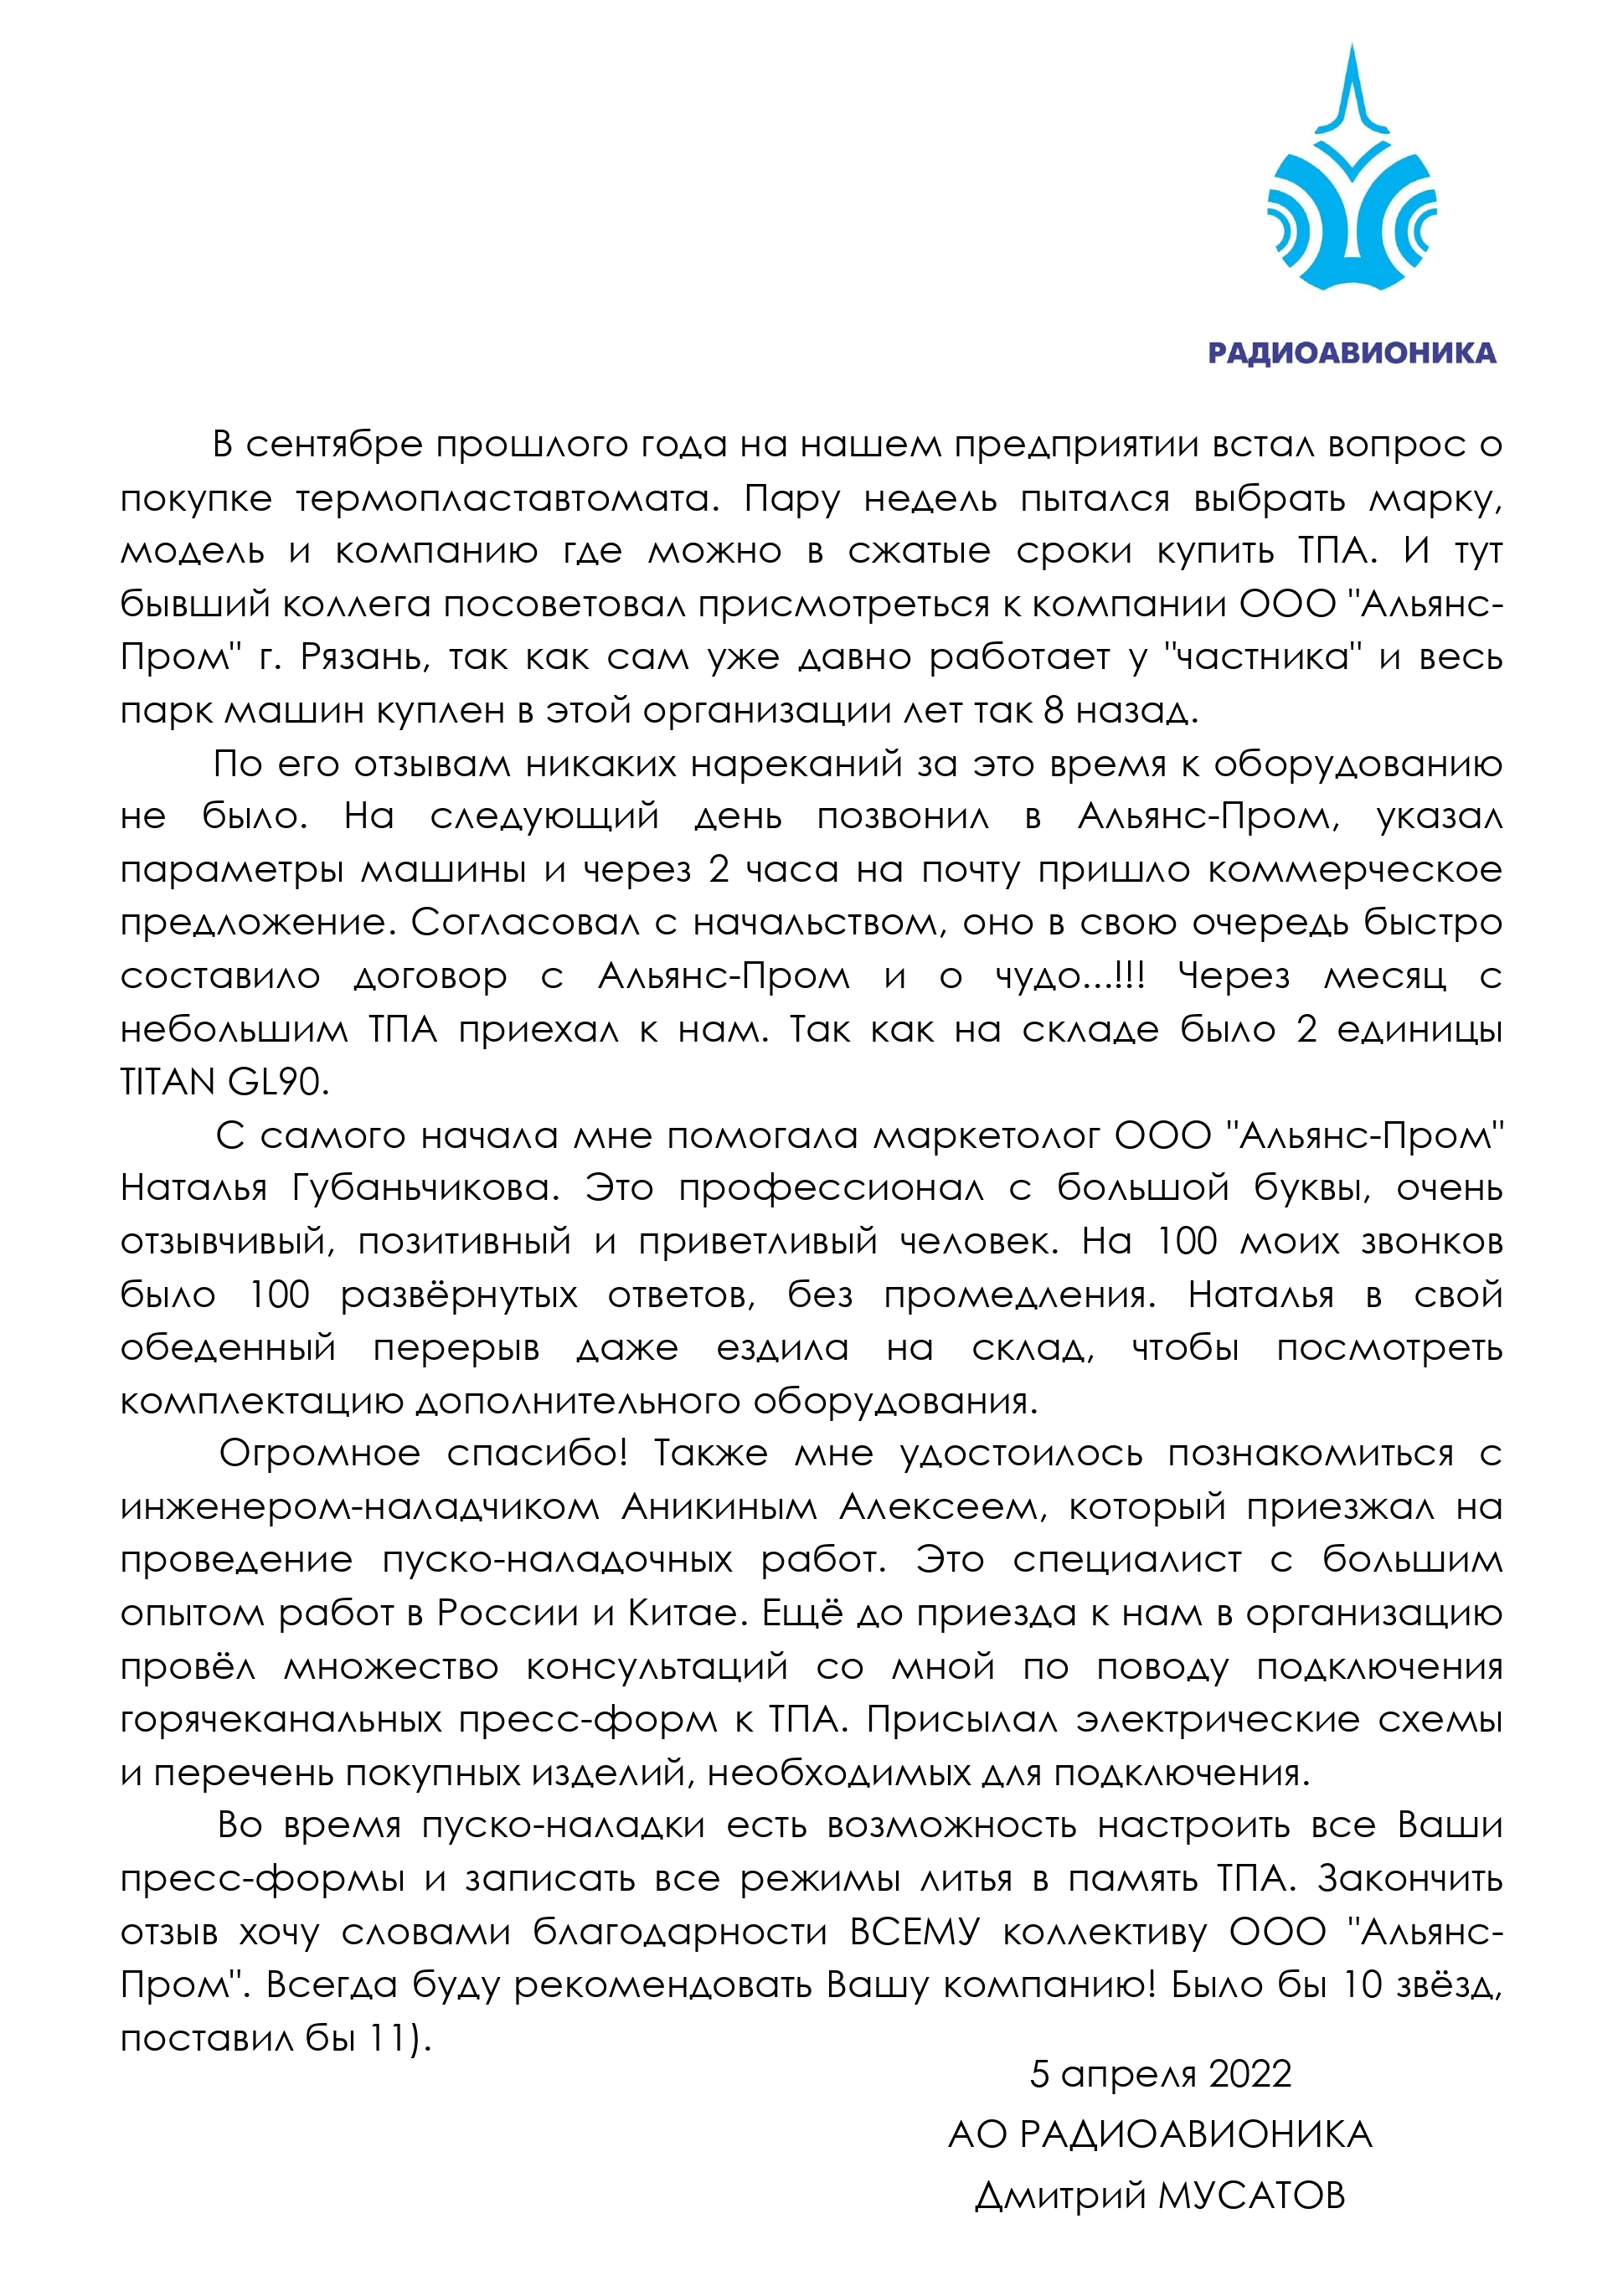 РАДИОАВИОНИКА
В сентябре прошлого года на нашем предприятии встал вопрос о
покупке термопластавтомата. Пару недель пытался выбрать марку,
модель и компанию где можно в сжатые сроки купить ТПА. И тут
бывший коллега посоветовал присмотреться к компании ООО "Альянс-
Пром" г. Рязань, так как сам уже давно работает у "частника" и весь
парк машин куплен в этой организации лет так 8 назад.
По его отзывам никаких нареканий за это время к оборудованию
не было. На следующий день позвонил в Альянс-Пром, указал
параметры машины и через 2 часа на почту пришло коммерческое
предложение. Согласовал с начальством, оно в свою очередь быстро
составило договор с Альянс-Пром и о чудо...!!! Через месяц с
небольшим ТПА приехал к нам. Так как на складе было 2 единицы
TITAN GL90.
С самого начала мне помогала маркетолог ООО "Альянс-Пром"
Наталья Губаньчикова. Это профессионал с большой буквы, очень
отзывчивый, позитивный и приветливый человек. На 100 моих звонков
было 100 развёрнутых ответов, без промедления. Наталья в свой
обеденный перерыв даже ездила на склад, чтобы посмотреть
комплектацию дополнительного оборудования.
Огромное спасибо! Также мне удостоилось познакомиться с
инженером-наладчиком Аникиным Алексеем, который приезжал на
проведение пуско-наладочных работ. Это специалист с большим
опытом работ в России и Китае. Ещё до приезда к нам в организацию
провёл множество консультаций со мной по поводу подключения
горячеканальных пресс-форм к ТПА. Присылал электрические схемы
и перечень покупных изделий, необходимых для подключения.
Во время пуско-наладки есть возможность настроить все Ваши
пресс-формы и записать все режимы литья в память ТПА. Закончить
отзыв хочу словами благодарности ВСЕМУ коллективу ООО "Альянс-
Пром". Всегда буду рекомендовать Вашу компанию! Было бы 10 звёзд,
поставил бы 11).
5 апреля 2022
АО РАДИОАВИОНИКА
Дмитрий МУСАТОВ